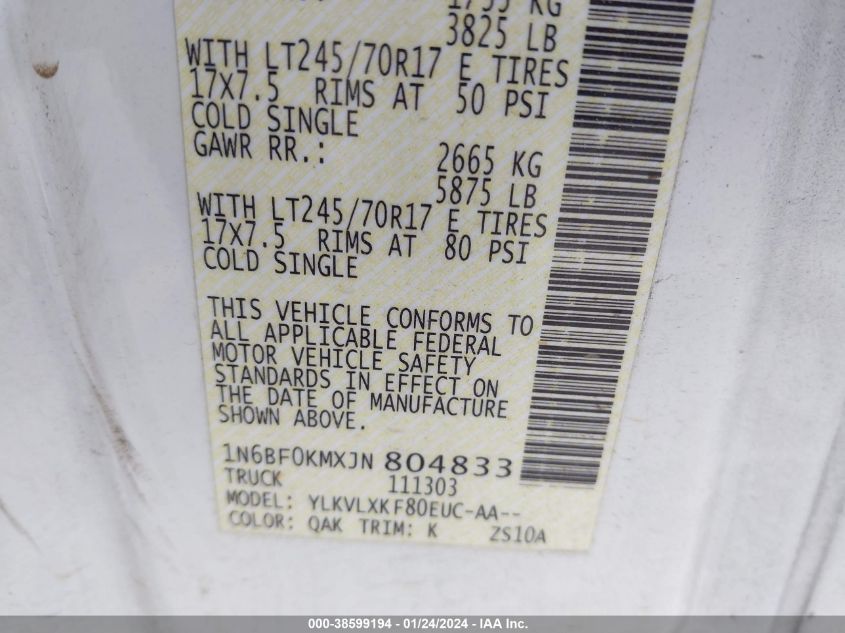 3825 LB
WITH LT245/70R17 E TIRES
17X7.5 RIMS AT 50 PSI
COLD SINGLE
GAWR RR.: 2665 KG
5875 LB
WITH LT245/70R17 E TIRES
17X7.5 RIMS AT 80 PSI
COLD SINGLE
THIS VEHICLE CONFORMS TO
ALL APPLICABLE FEDERAL
MOTOR VEHICLE SAFETY
STANDARDS IN EFFECT ON
THE DATE OF MANUFACTURE
SHOWN ABOVE.
1N6BF0KMXJN 804833
TRUCK 111303
MODEL: YLKVLXKF80EUC-AA--
COLOR: QAK TRIM: K ZS10A
000-38599194 - 01/24/2024 - IAA Inc.